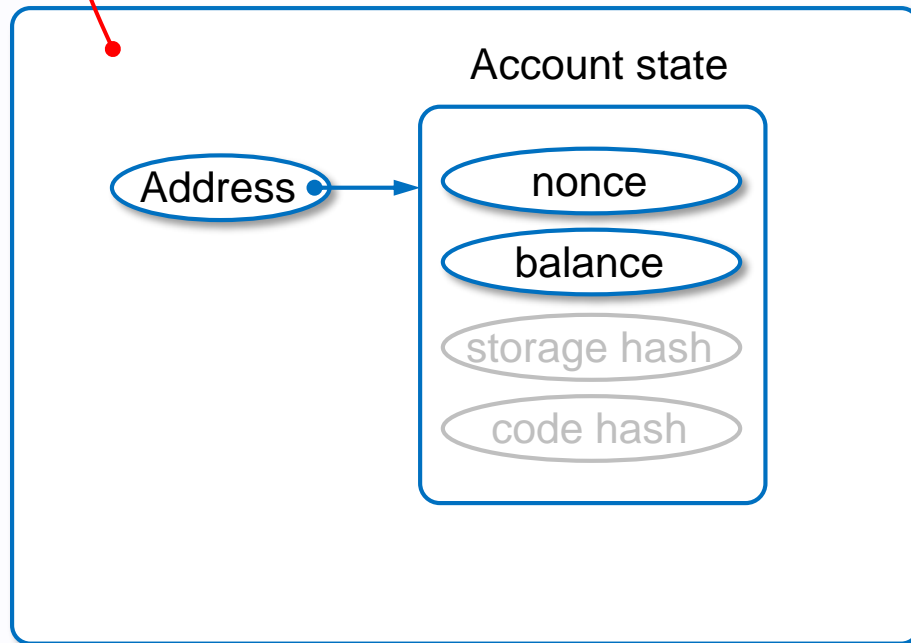 Account state
Address
nonce
balance
storage hash
code hash